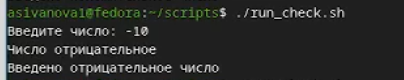 asivanova1@fedora:~/scripts$ ./run_check.sh
Введите число: -10
Число отрицательное
Введено отрицательное число